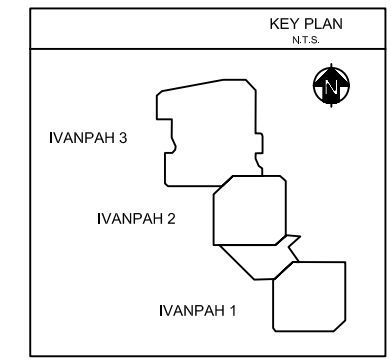 KEY PLAN
N.T.S.
N
IVANPAH 3
IVANPAH 2
IVANPAH 1